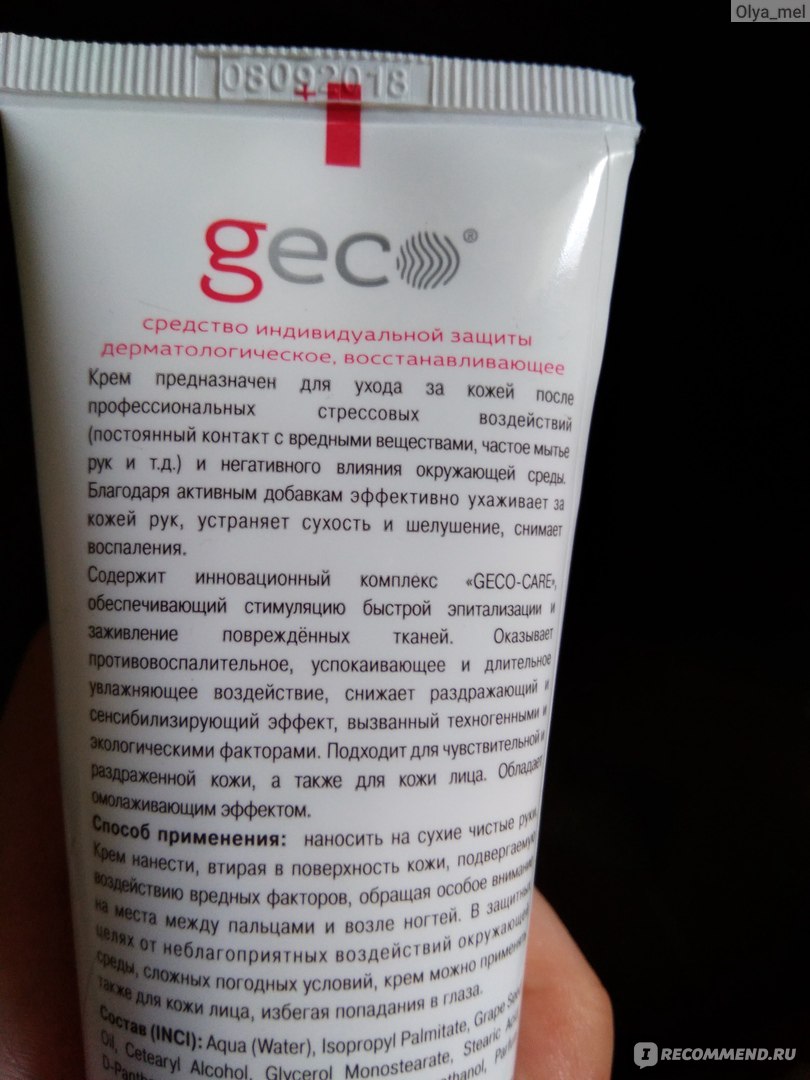 Olya_mel
08092018
geco®
средство индивидуальной защиты
дерматологическое, восстанавливающее
Крем предназначен для ухода за кожей после
профессиональных стрессовых воздействий
(постоянный контакт с вредными веществами, частое мытье
рук и т.д.) и негативного влияния окружающей среды.
Благодаря активным добавкам эффективно ухаживает за
кожей рук, устраняет сухость и шелушение, снимает
воспаления.
Содержит инновационный комплекс «GECO-CARE»,
обеспечивающий стимуляцию быстрой эпитализации и
заживление повреждённых тканей. Оказывает
противовоспалительное, успокаивающее и длительное
увлажняющее воздействие, снижает раздражающий и
сенсибилизирующий эффект, вызванный техногенными и
экологическими факторами. Подходит для чувствительной и
раздраженной кожи, а также для кожи лица. Обладает
омолаживающим эффектом.
Способ применения: наносить на сухие чистые руки.
Крем нанести, втирая в поверхность кожи, подвергаемую
воздействию вредных факторов, обращая особое внимание
на места между пальцами и возле ногтей. В защитных
целях от неблагоприятных воздействий окружающей
среды, сложных погодных условий, крем можно применять
также для кожи лица, избегая попадания в глаза.
Состав (INCI): Aqua (Water), Isopropyl Palmitate, Grape Seed
Oil, Cetearyl Alcohol, Glycerol Monostearate, Stearic
IRECOMMEND.RU